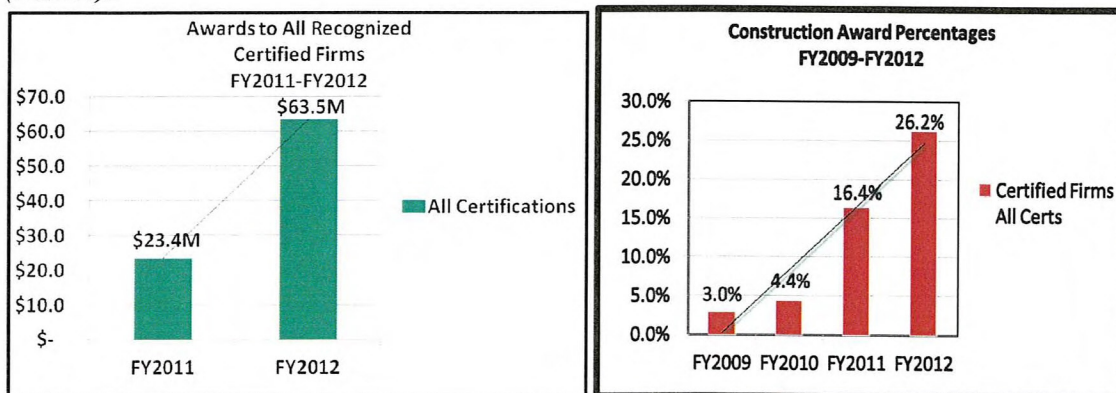 Awards to All Recognized
Certified Firms
FY2011-FY2012
$70.0
$60.0
$50.0
$40.0
$30.0
$20.0
$10.0
$-
$23.4M
$63.5M
FY2011
FY2012
All Certifications
Construction Award Percentages
FY2009-FY2012
30.0%
25.0%
20.0%
15.0%
10.0%
5.0%
0.0%
3.0%
4.4%
16.4%
26.2%
FY2009 FY2010 FY2011 FY2012
Certified Firms
All Certs